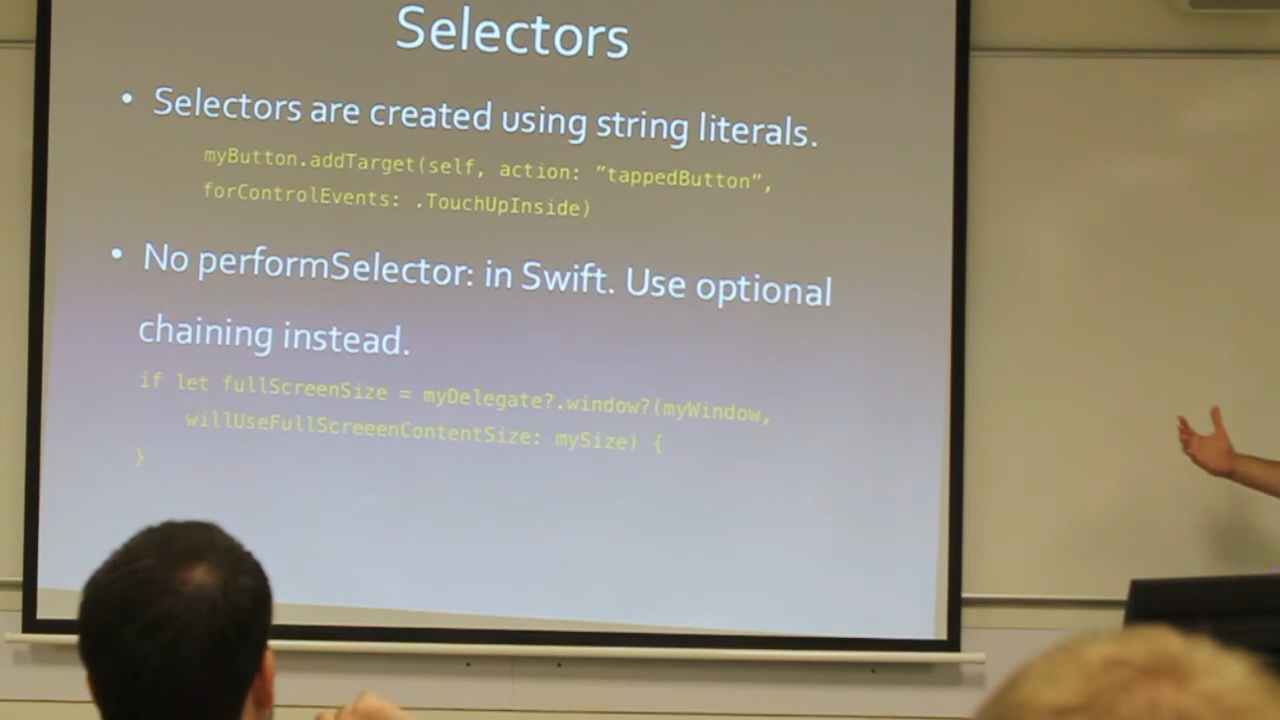 Selectors
• Selectors are created using string literals.
myButton.addTarget(self, action: ”tappedButton”,
forControlEvents: .TouchUpInside)
• No performSelector: in Swift. Use optional
chaining instead.
if let fullScreenSize = myDelegate?.window?(myWindow,
willUseFullScreeenContentSize: mySize) {
}